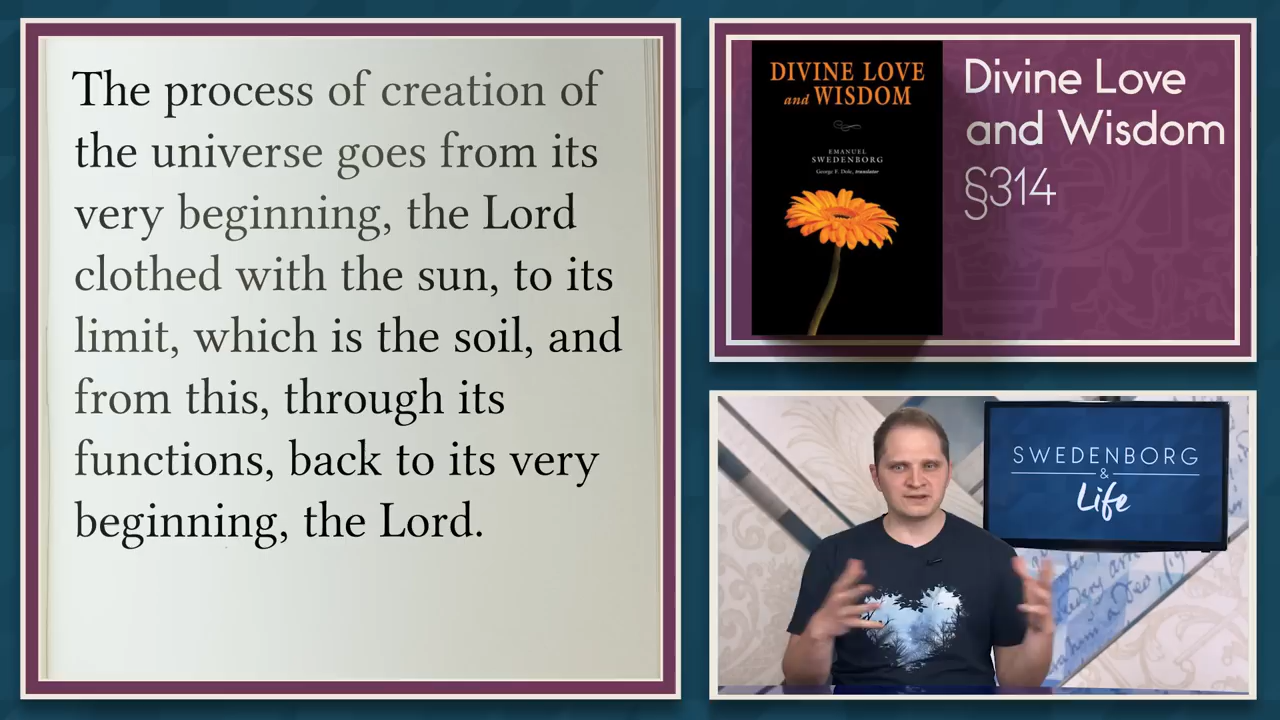 The process of creation of
the universe goes from its
very beginning, the Lord
clothed with the sun, to its
limit, which is the soil, and
from this, through its
functions, back to its very
beginning, the Lord.
DIVINE LOVE
and WISDOM
EMANUEL
SWEDENBORG
George F. Dole, translator
Divine Love
and Wisdom
§314
SWEDENBORG
&
Life